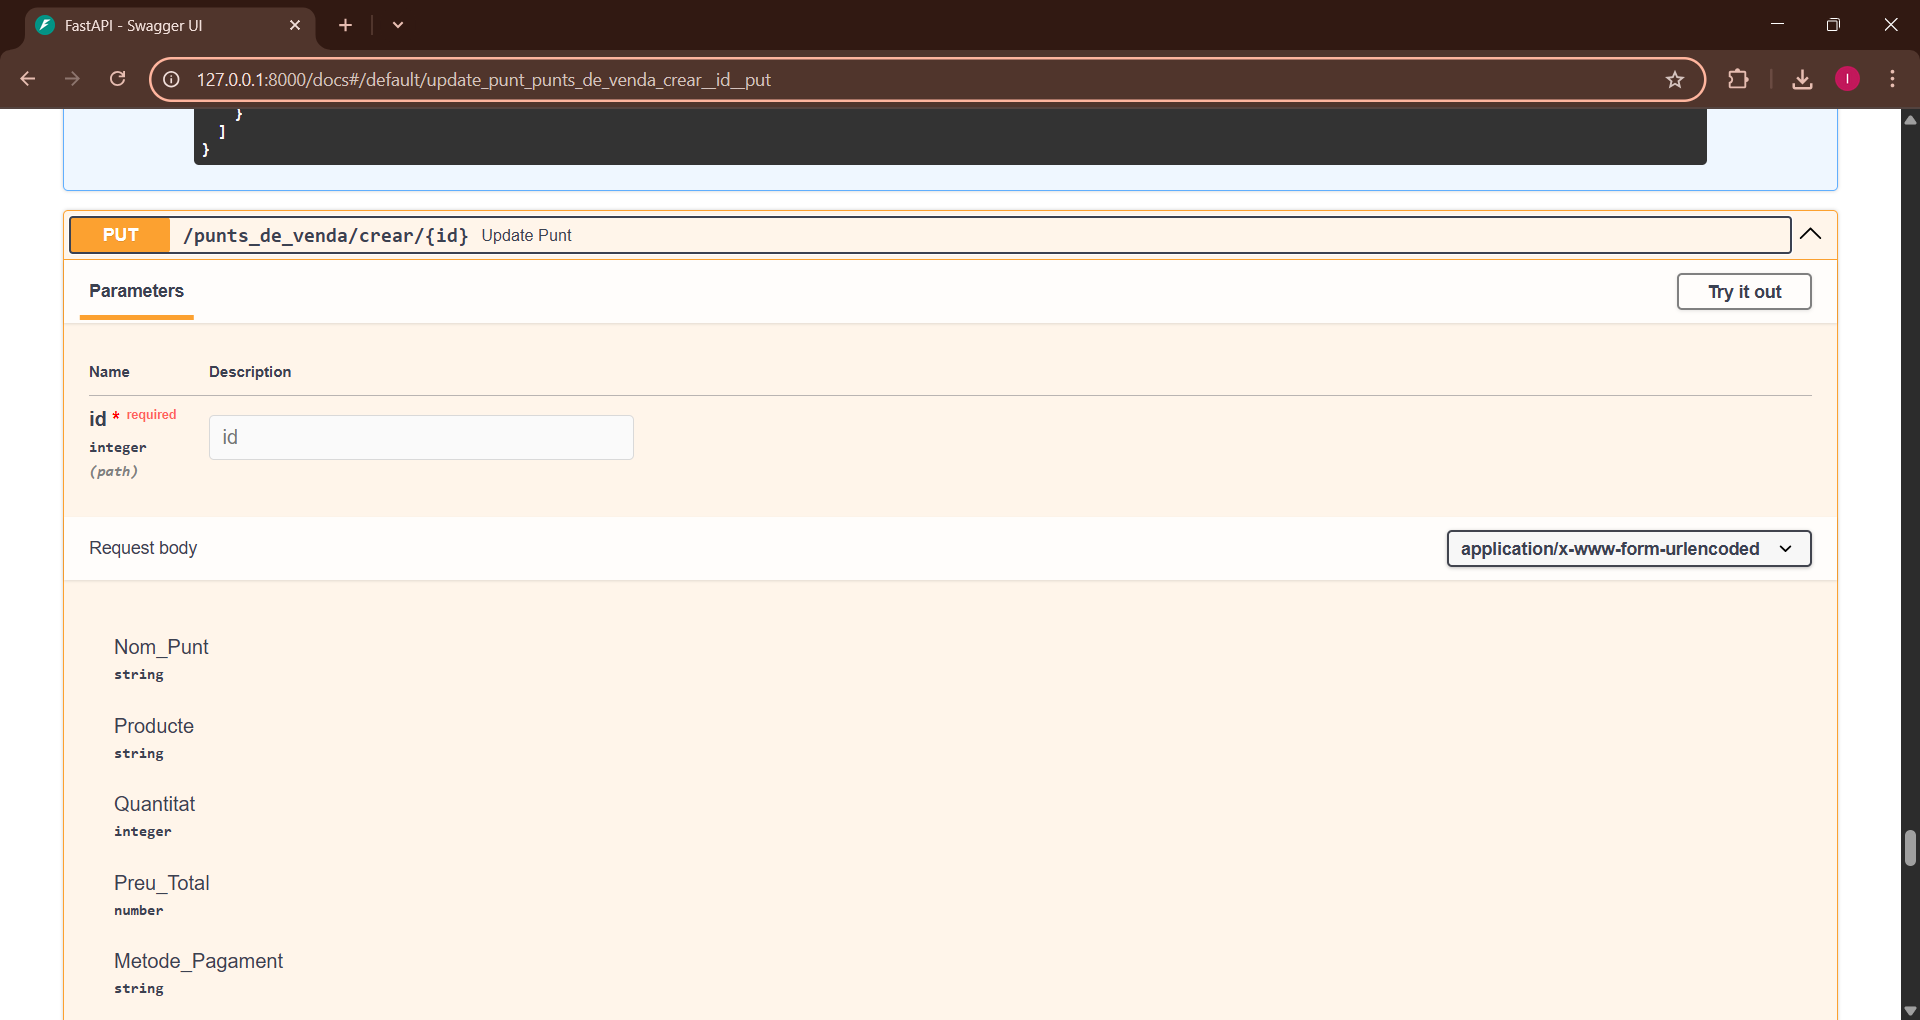 FastAPI - Swagger UI
127.0.0.1:8000/docs#/default/update_punt_punts_de_venda_crear__id__put
I
}
]
}
PUT /punts_de_venda/crear/{id} Update Punt
Parameters
Try it out
Name Description
id * required
integer
(path)
id
Request body
application/x-www-form-urlencoded
Nom_Punt
string
Producte
string
Quantitat
integer
Preu_Total
number
Metode_Pagament
string